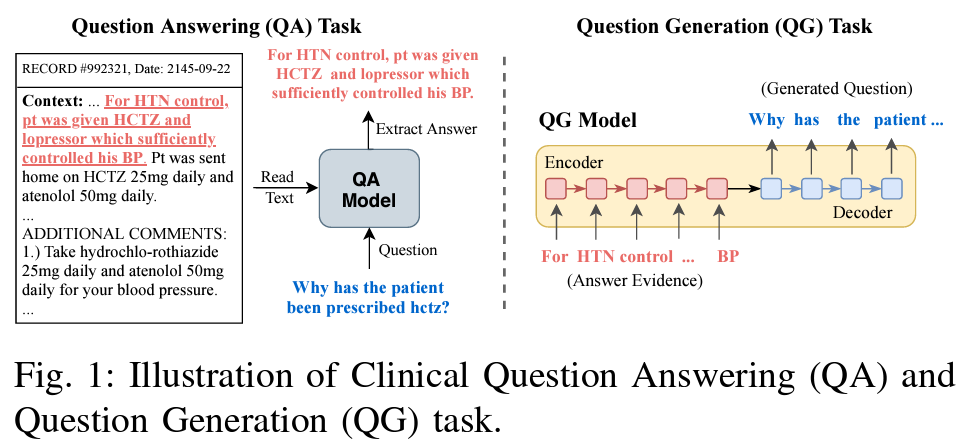 Question Answering (QA) Task
RECORD #992321, Date: 2145-09-22
Context: ... For HTN control,
pt was given HCTZ and
lopressor which sufficiently
controlled his BP. Pt was sent
home on HCTZ 25mg daily and
atenolol 50mg daily.
...
ADDITIONAL COMMENTS:
1.) Take hydrochlo-rothiazide
25mg daily and atenolol 50mg
daily for your blood pressure.
...
For HTN control, pt was given
HCTZ and lopressor which
sufficiently controlled his BP.
Extract Answer
Read
Text
QA
Model
Question
Why has the patient
been prescribed hctz?
Question Generation (QG) Task
(Generated Question)
QG Model
Why has the patient ...
Encoder
Decoder
For HTN control ... BP
(Answer Evidence)
Fig. 1: Illustration of Clinical Question Answering (QA) and
Question Generation (QG) task.